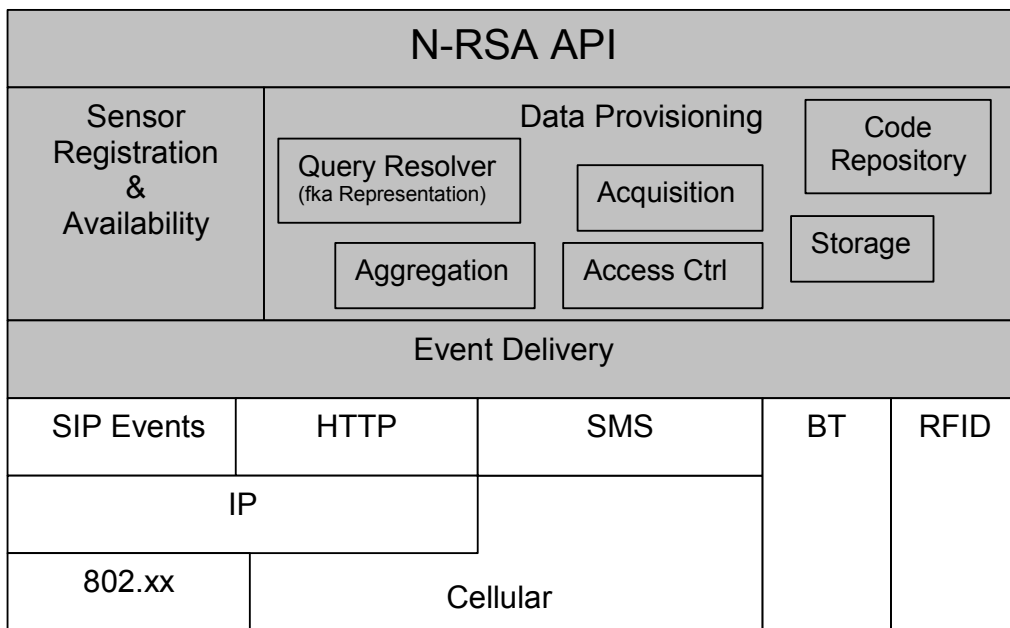 N-RSA API
Sensor
Registration
&
Availability
Data Provisioning
Code
Repository
Query Resolver
(fka Representation)
Acquisition
Storage
Aggregation
Access Ctrl
Event Delivery
SIP Events
HTTP
SMS
BT
RFID
IP
802.xx
Cellular